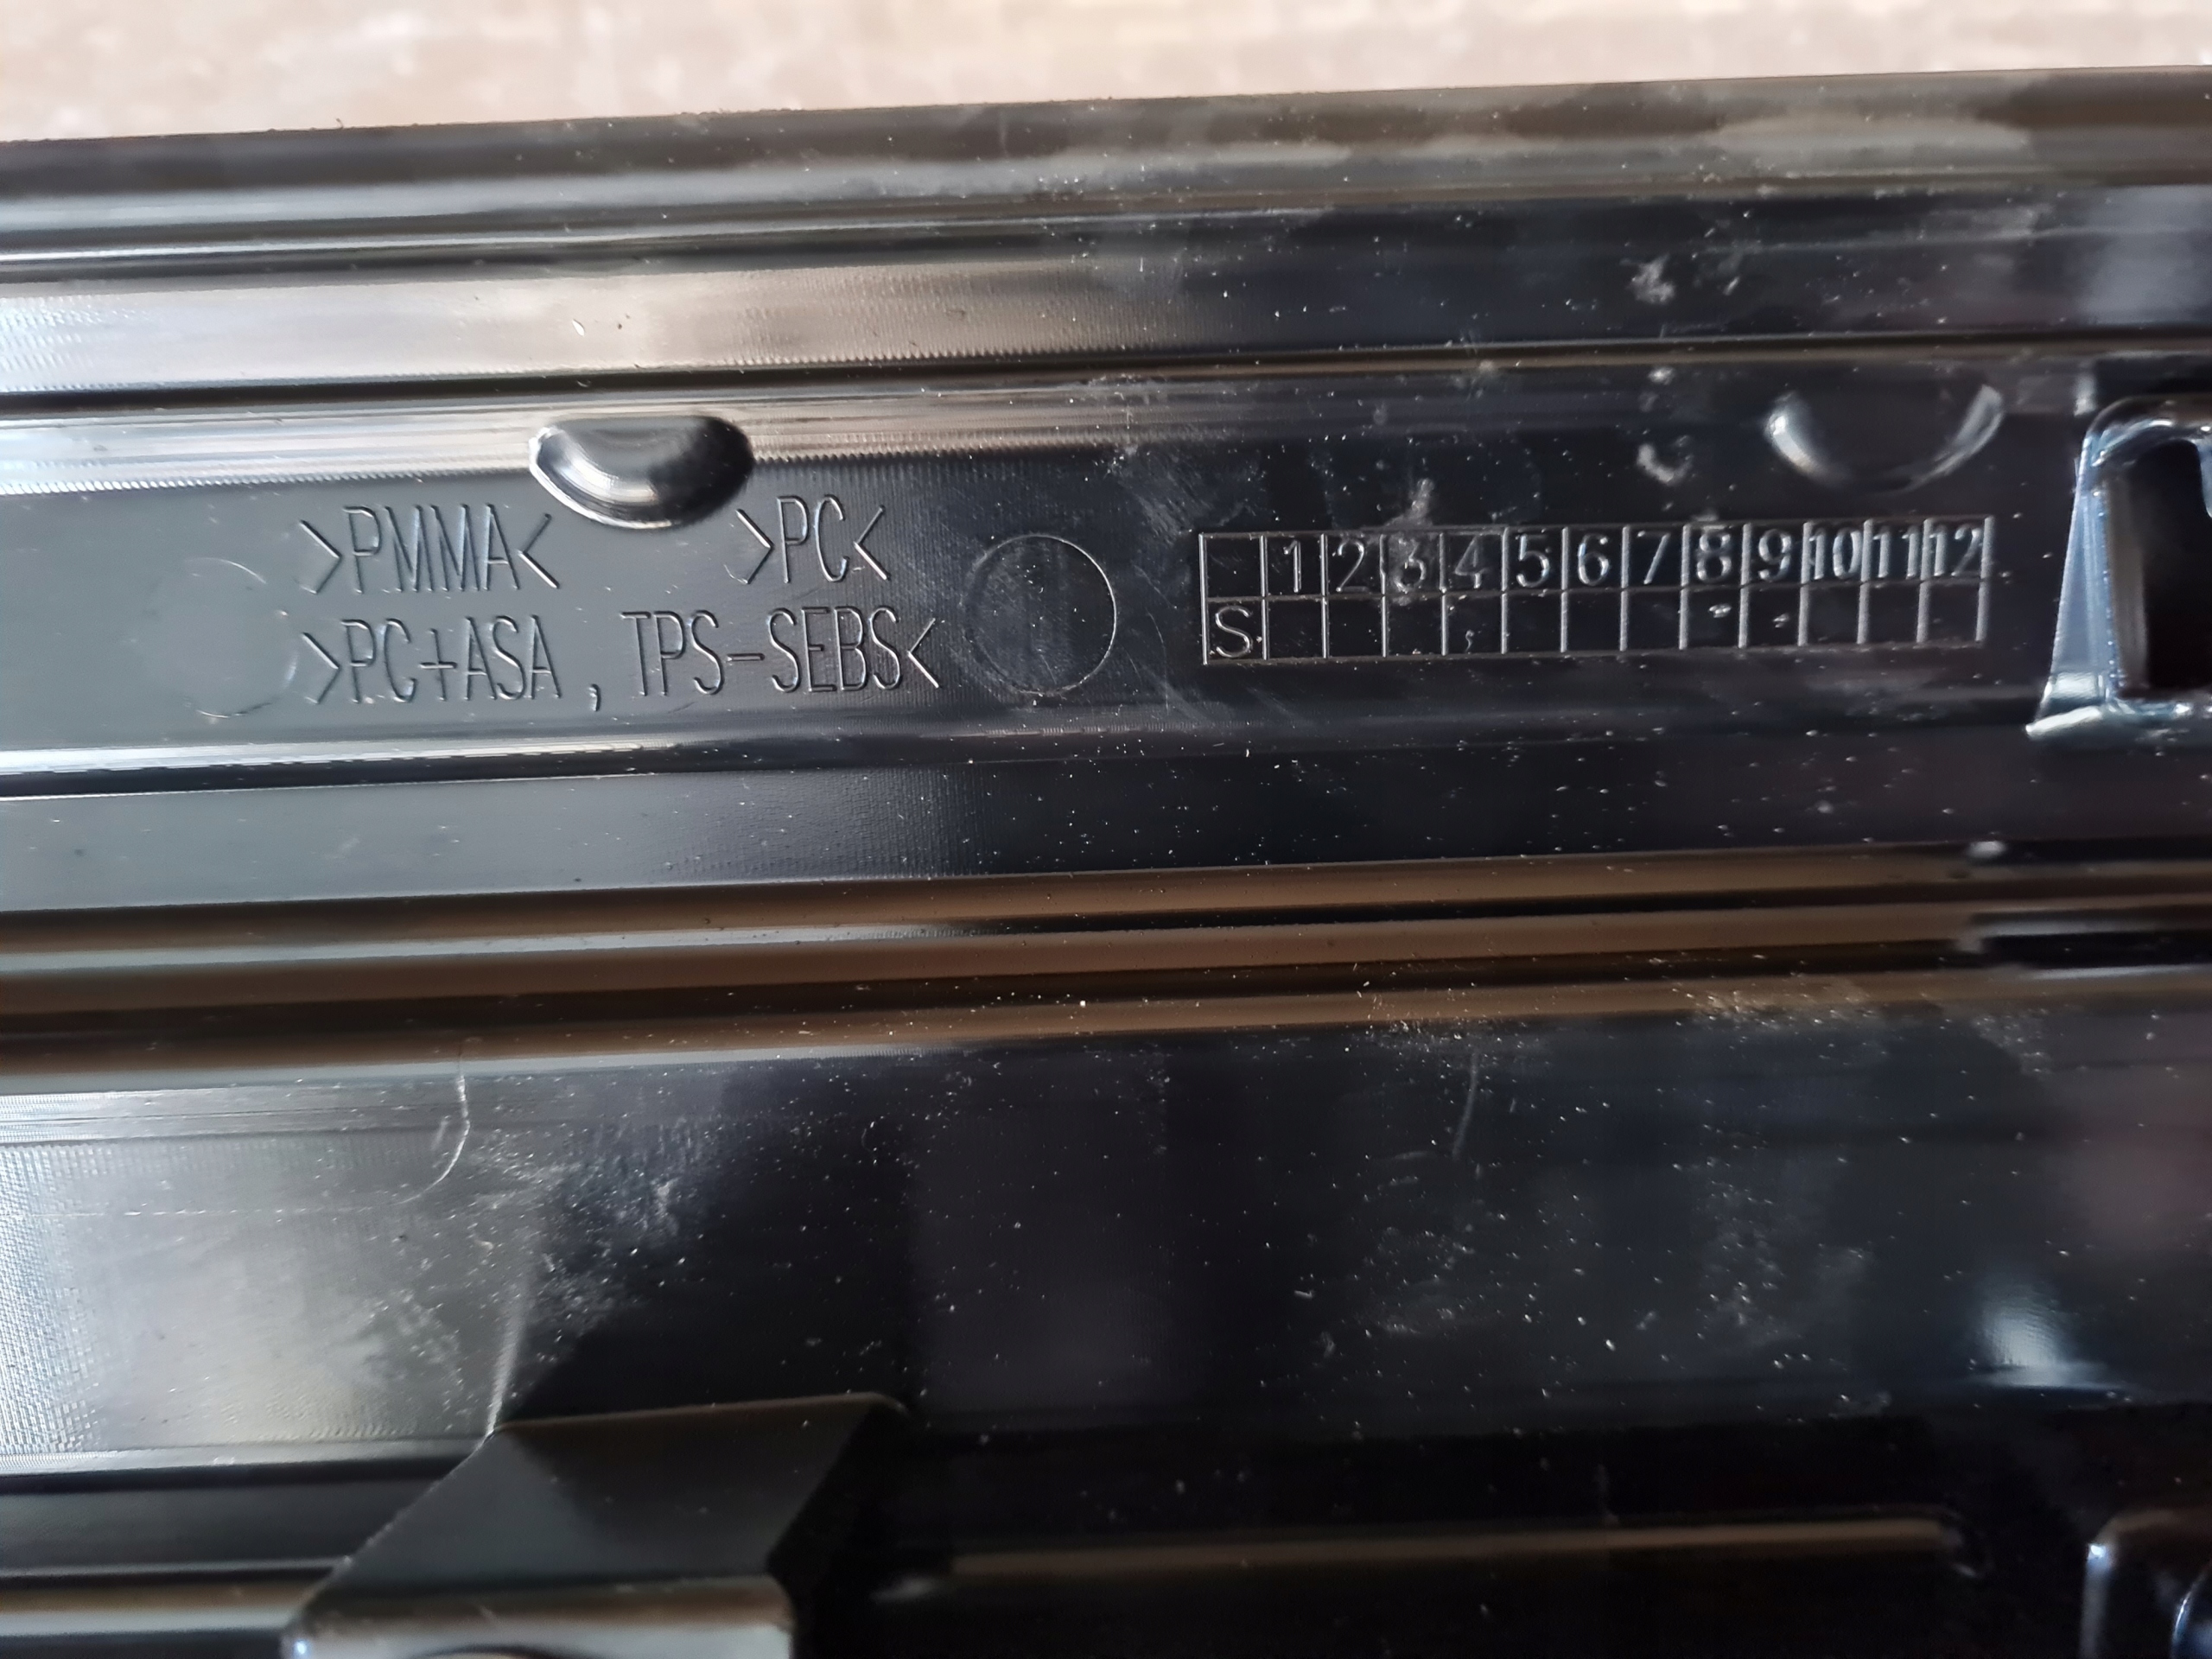 >PMMA< >PC<
>PC+ASA , TPS-SEBS<
1 2 3 4 5 6 7 8 9 10 11 12
S